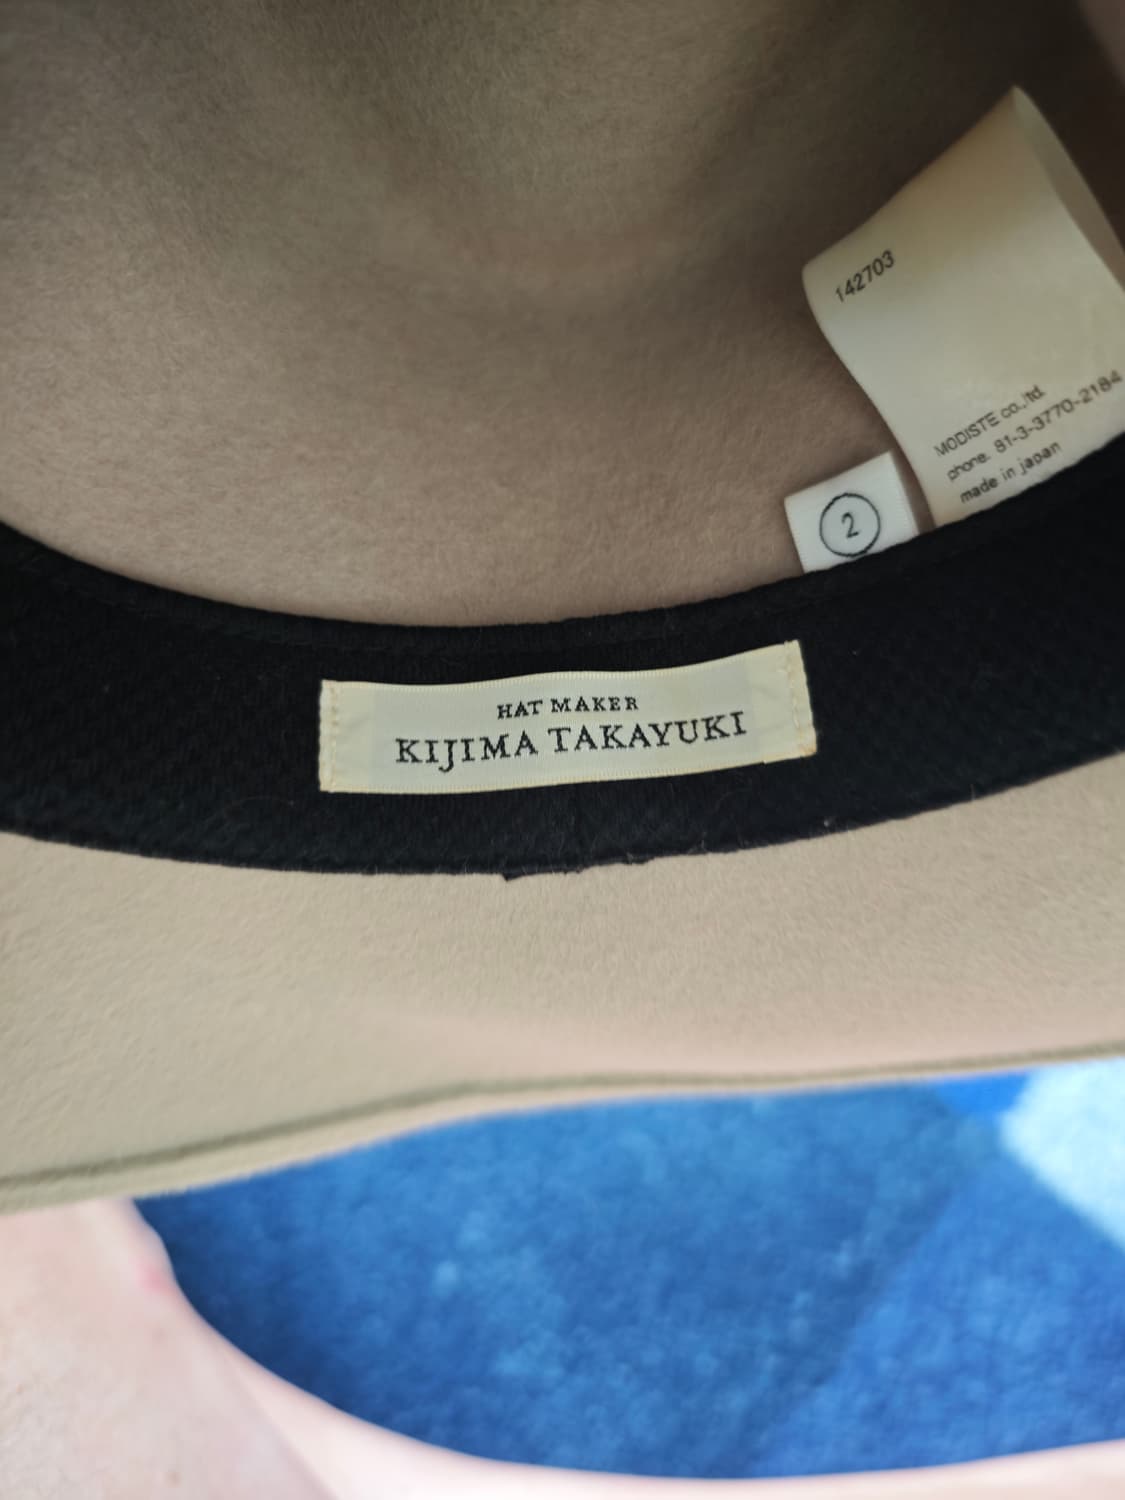 142703
MODISTE co.,ltd.
phone. 81-3-3770-2184
made in japan
2
HAT MAKER
KIJIMA TAKAYUKI